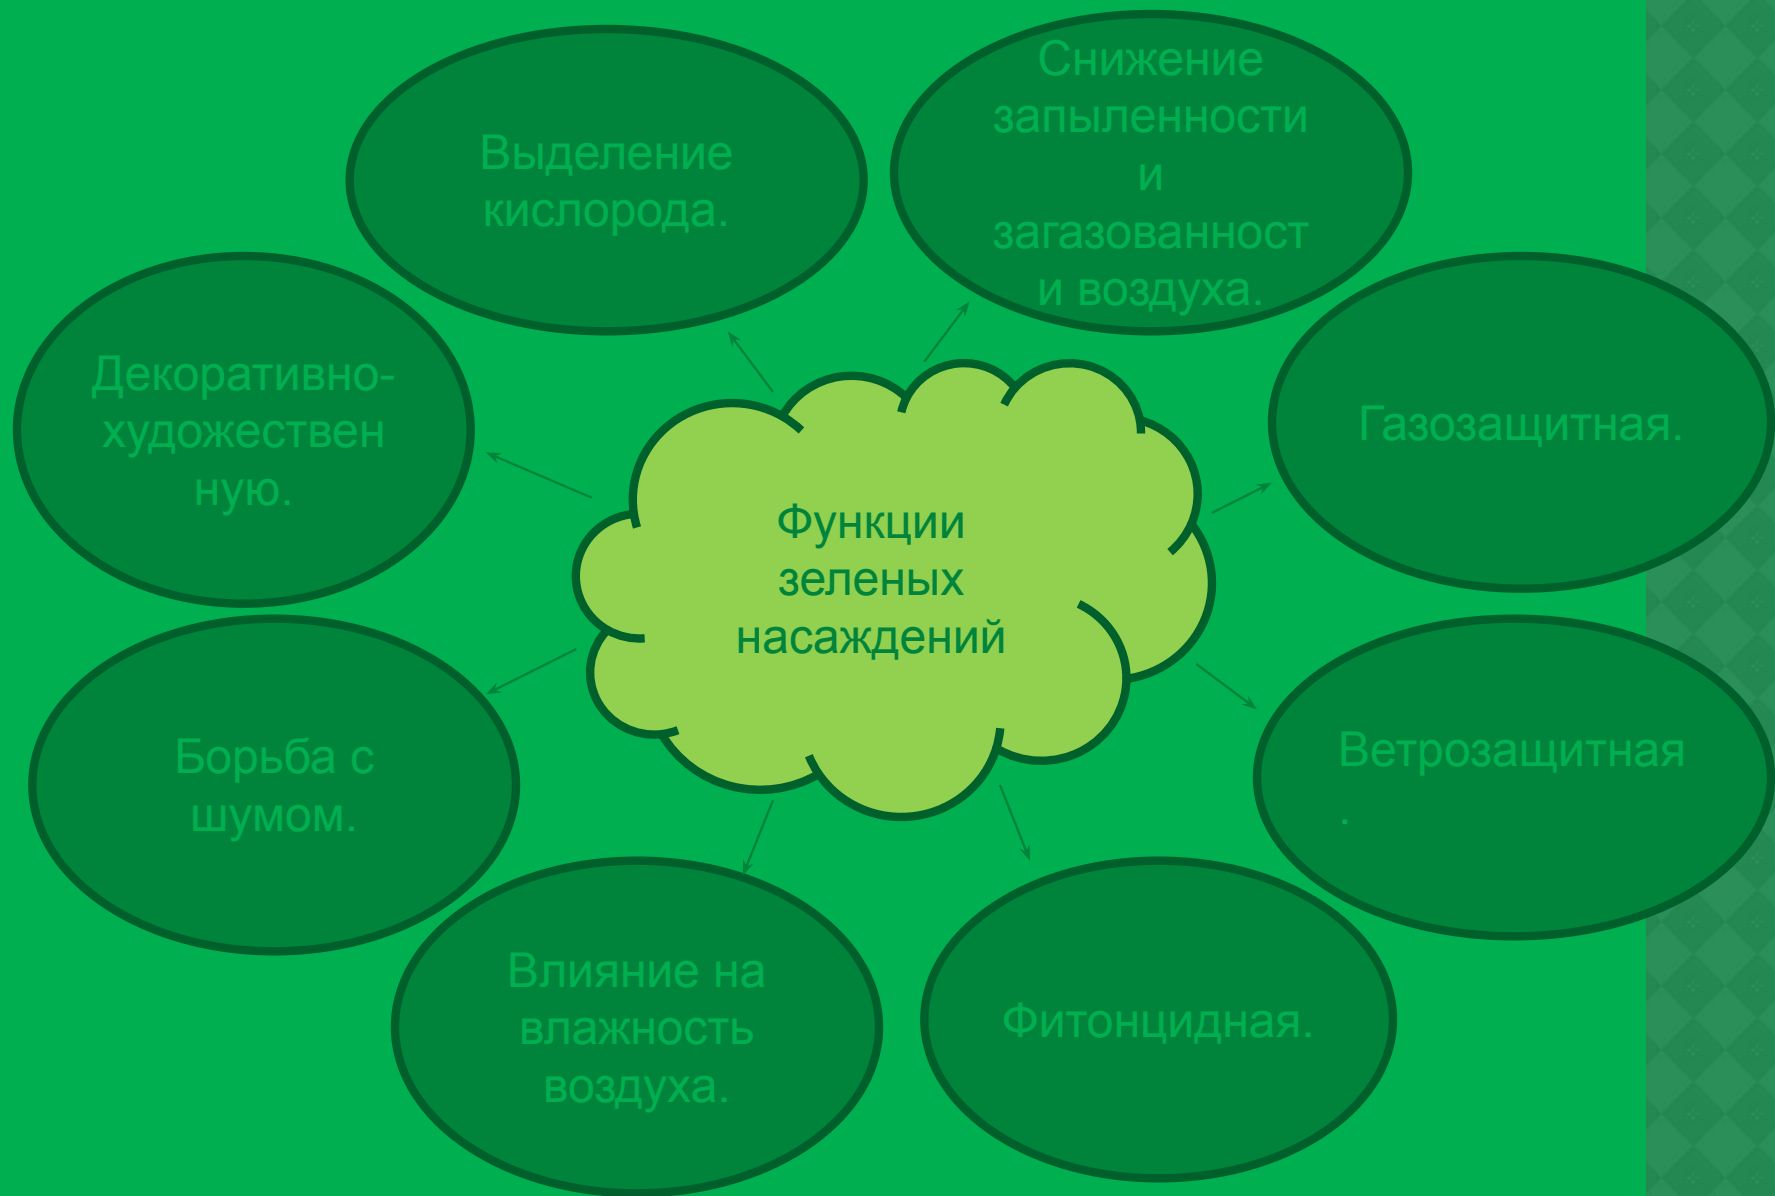 Снижение
запыленности
и
загазованност
и воздуха.
Выделение
кислорода.
Декоративно-
художествен
ную.
Газозащитная.
Функции
зеленых
насаждений
Борьба с
шумом.
Ветрозащитная
.
Влияние на
влажность
воздуха.
Фитонцидная.